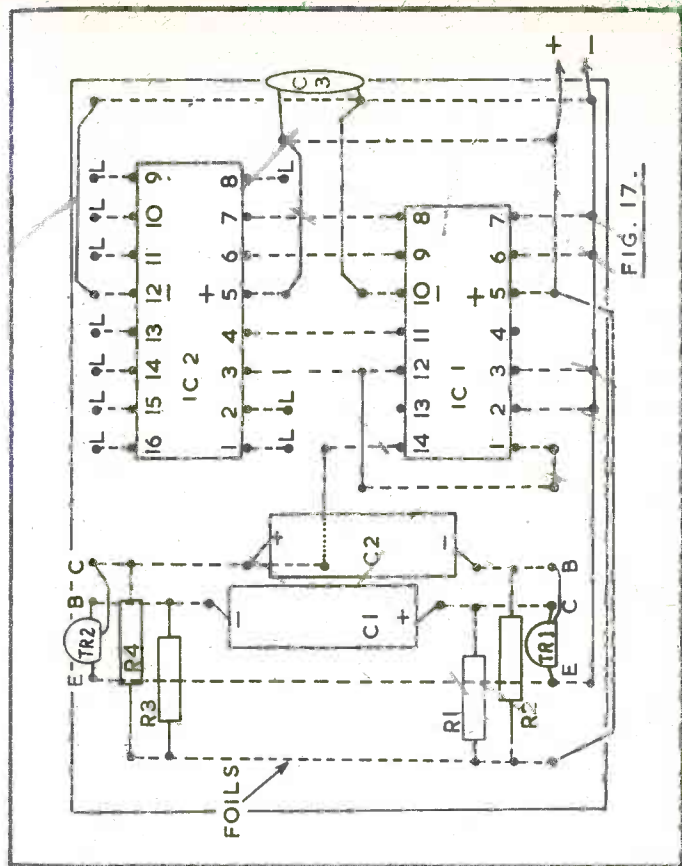 FOILS
E B C
TR2
R4
R3
R1
R2
TR1
E C B
- C1 +
+ C2 -
16 15 14 13 12 11 10 9
L L L L L L L
IC 2
- +
1 2 3 4 5 6 7 8
L L L
14 13 12 11 10 9 8
IC 1
- +
1 2 3 4 5 6 7
C3
+ -
FIG. 17.